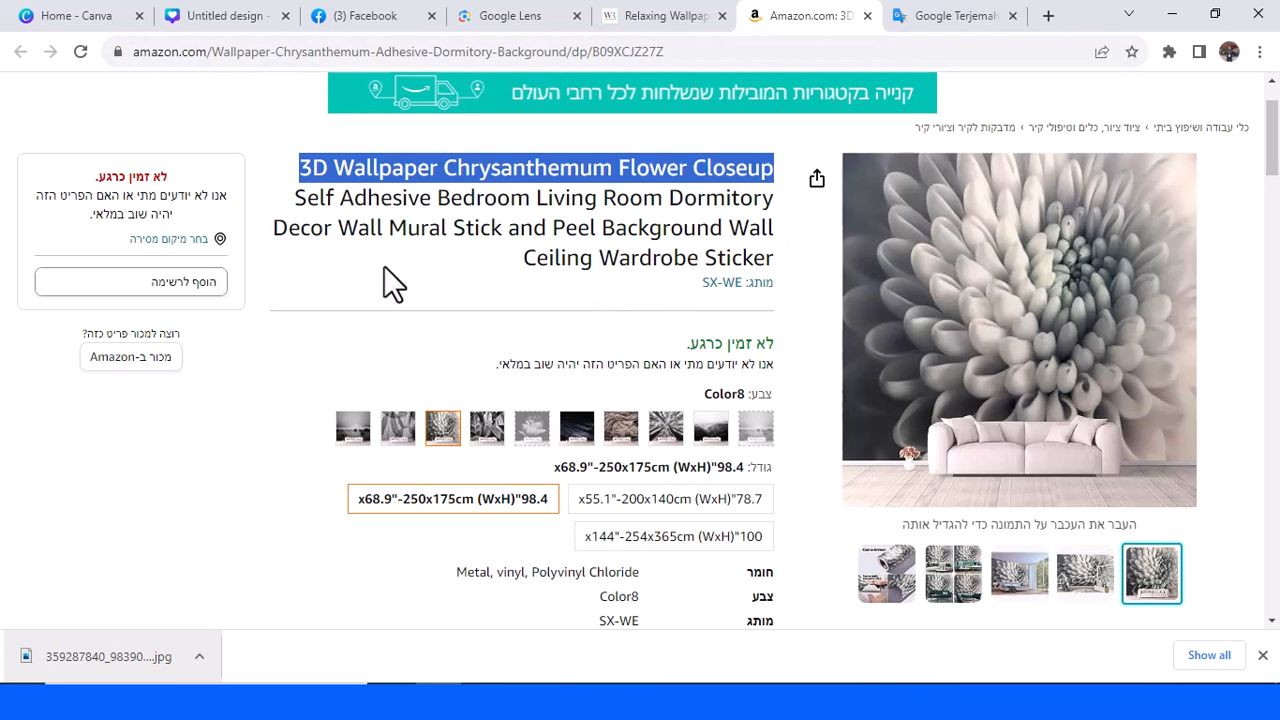 Home - Canva
Untitled design -
(3) Facebook
Google Lens
Relaxing Wallpap
Amazon.com: 3D
Google Terjemah
amazon.com/Wallpaper-Chrysanthemum-Adhesive-Dormitory-Background/dp/B09XCJZ27Z
קנייה בקטגוריות המובילות שנשלחות לכל רחבי העולם
כלי עבודה ושיפוץ ביתי › ציוד ציור, כלים וטיפולי קיר › מדבקות לקיר וציורי קיר
3D Wallpaper Chrysanthemum Flower Closeup
Self Adhesive Bedroom Living Room Dormitory
Decor Wall Mural Stick and Peel Background Wall
Ceiling Wardrobe Sticker
מותג: SX-WE
לא זמין כרגע.
אנו לא יודעים מתי או האם הפריט הזה יהיה שוב במלאי.
צבע: Color8
גודל: 98.4"x68.9"-250x175cm (WxH)
78.7"x55.1"-200x140cm (WxH)
98.4"x68.9"-250x175cm (WxH)
100"x144"-254x365cm (WxH)
חומר Metal, vinyl, Polyvinyl Chloride
צבע Color8
מותג SX-WE
העבר את העכבר על התמונה כדי להגדיל אותה
לא זמין כרגע.
אנו לא יודעים מתי או האם הפריט הזה
יהיה שוב במלאי.
בחר מיקום מסירה
הוסף לרשימה
רוצה למכור פריט כזה?
מכור ב-Amazon
359287840_98390....jpg
Show all